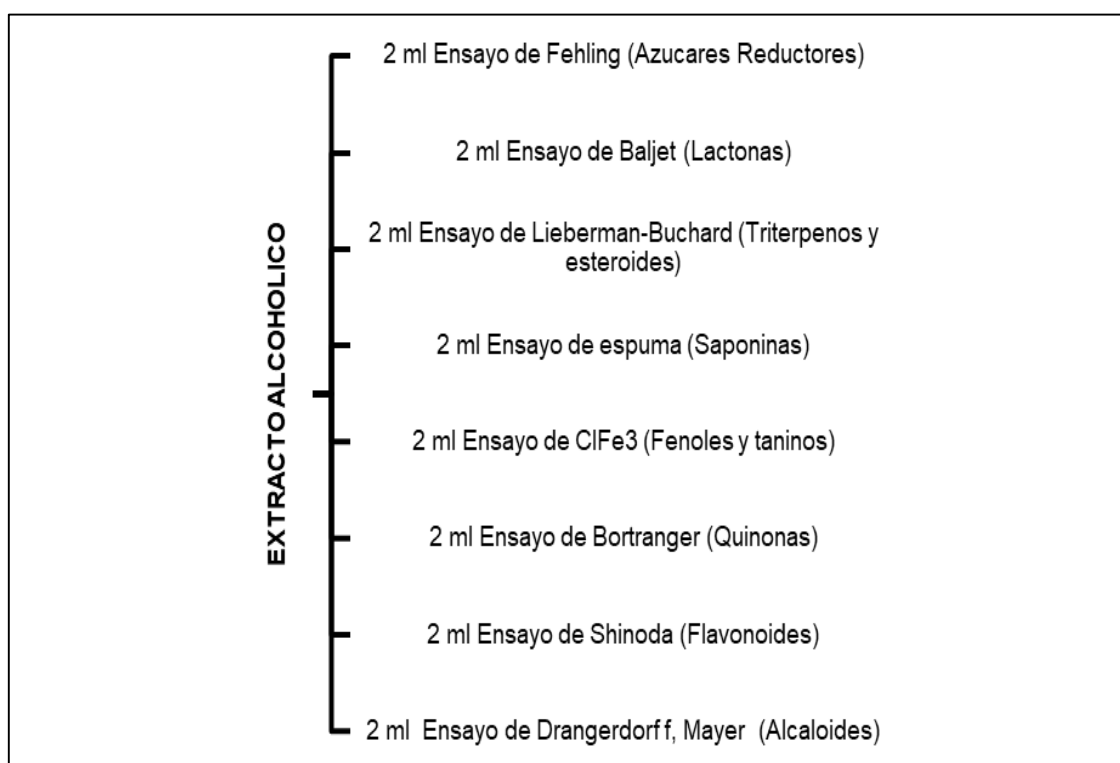 EXTRACTO ALCOHOLICO
2 ml Ensayo de Fehling (Azucares Reductores)
2 ml Ensayo de Baljet (Lactonas)
2 ml Ensayo de Lieberman-Buchard (Triterpenos y
esteroides)
2 ml Ensayo de espuma (Saponinas)
2 ml Ensayo de ClFe3 (Fenoles y taninos)
2 ml Ensayo de Bortranger (Quinonas)
2 ml Ensayo de Shinoda (Flavonoides)
2 ml Ensayo de Drangerdorff, Mayer (Alcaloides)